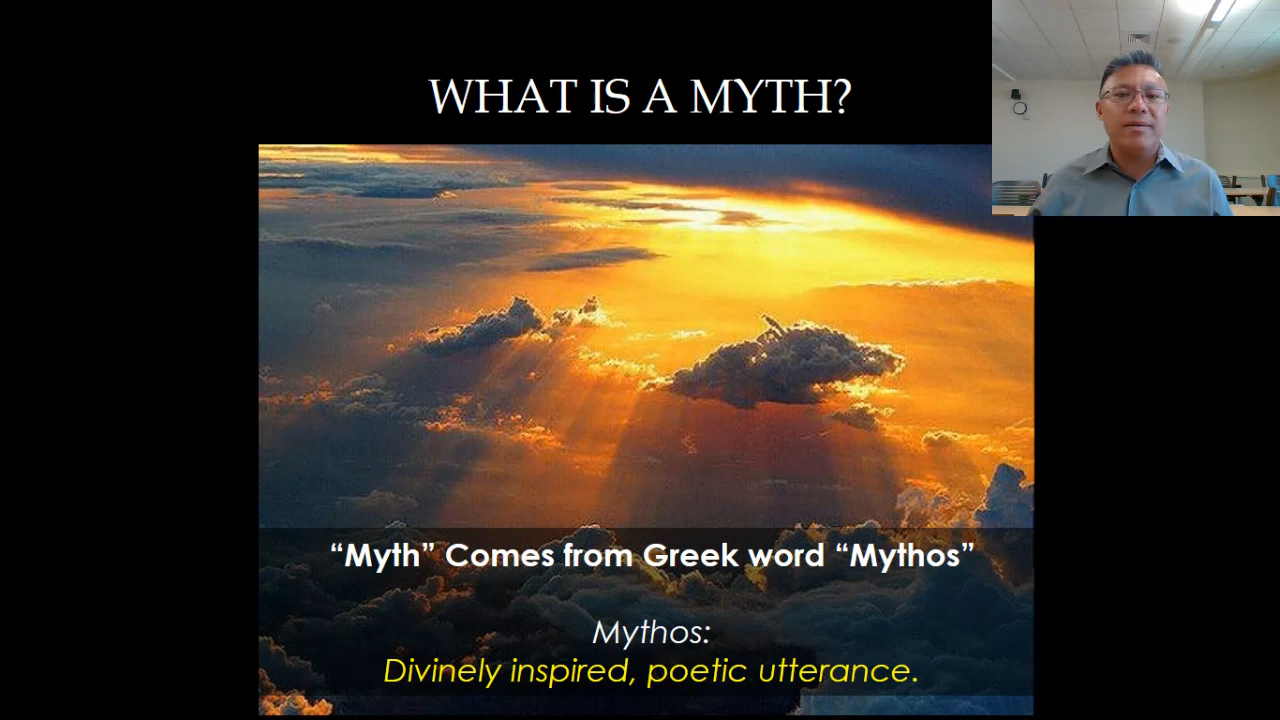 WHAT IS A MYTH?
“Myth” Comes from Greek word “Mythos”
Mythos:
Divinely inspired, poetic utterance.